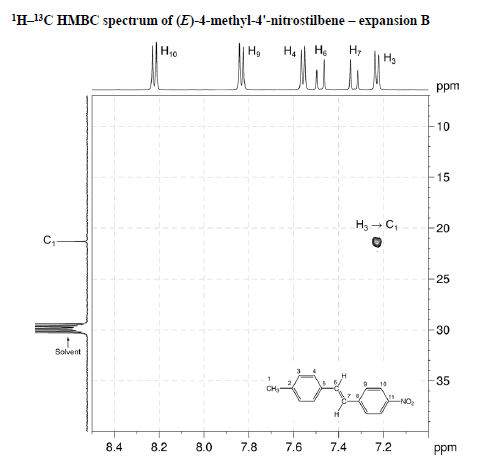 ¹H–¹³C HMBC spectrum of (E)-4-methyl-4'-nitrostilbene – expansion B
H₁₀ H₉ H₄ H₆ H₇ H₃
ppm
10
15
H₃ → C₁
20
C₁
25
30
Solvent
35
1 CH₃ 2 3 4 5 6 H
H 7 8 9 10 11 NO₂
8.4 8.2 8.0 7.8 7.6 7.4 7.2 ppm